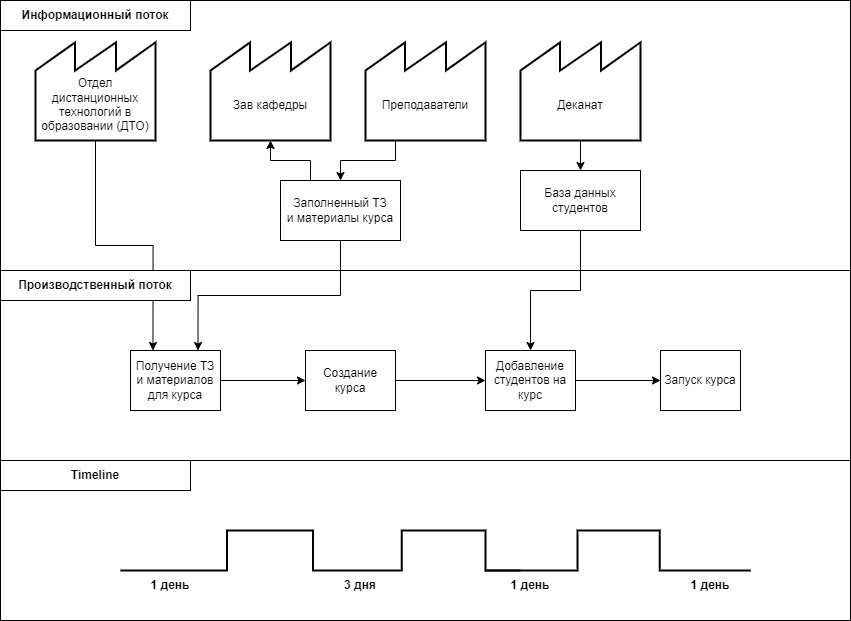 Информационный поток
Отдел
дистанционных
технологий в
образовании (ДТО)
Зав кафедры
Преподаватели
Деканат
Заполненный ТЗ
и материалы курса
База данных
студентов
Производственный поток
Получение ТЗ
и материалов
для курса
Создание
курса
Добавление
студентов на
курс
Запуск курса
Timeline
1 день
3 дня
1 день
1 день